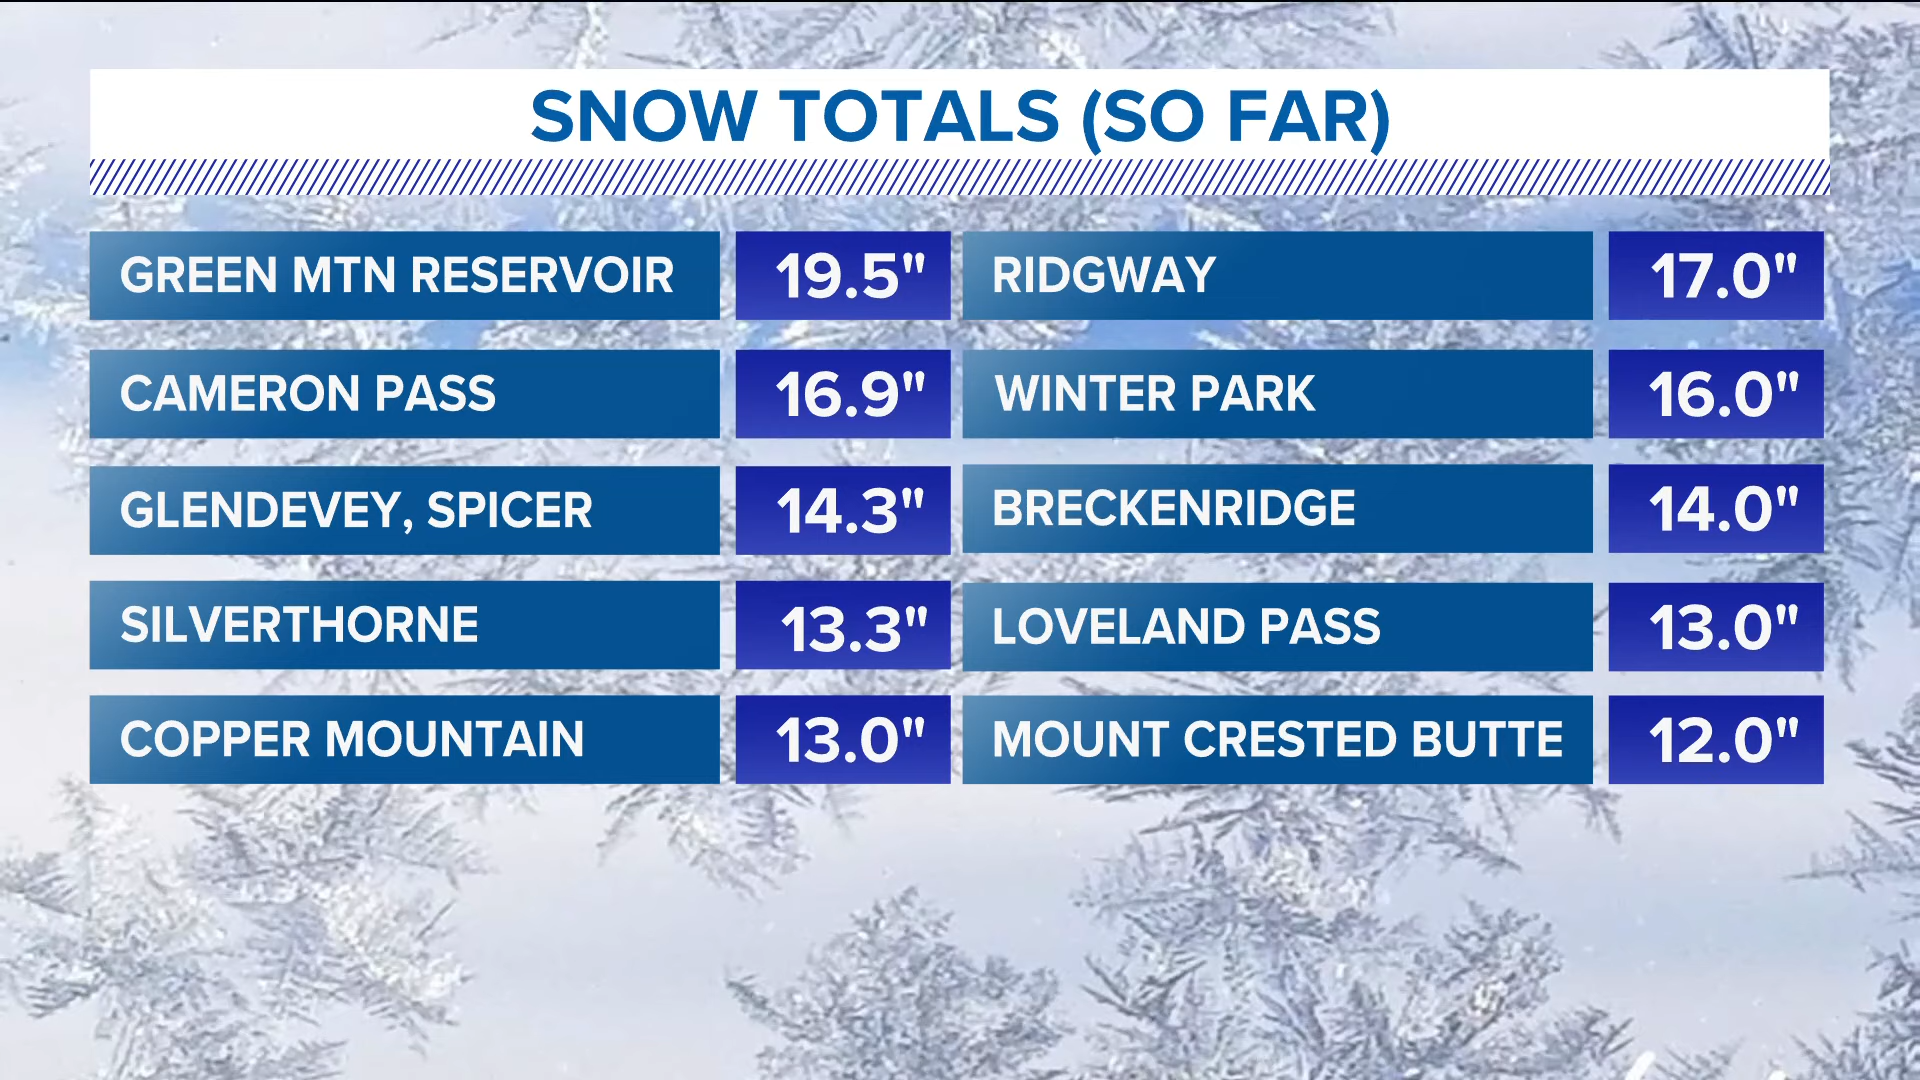 SNOW TOTALS (SO FAR)
GREEN MTN RESERVOIR 19.5" RIDGWAY 17.0"
CAMERON PASS 16.9" WINTER PARK 16.0"
GLENDEVEY, SPICER 14.3" BRECKENRIDGE 14.0"
SILVERTHORNE 13.3" LOVELAND PASS 13.0"
COPPER MOUNTAIN 13.0" MOUNT CRESTED BUTTE 12.0"